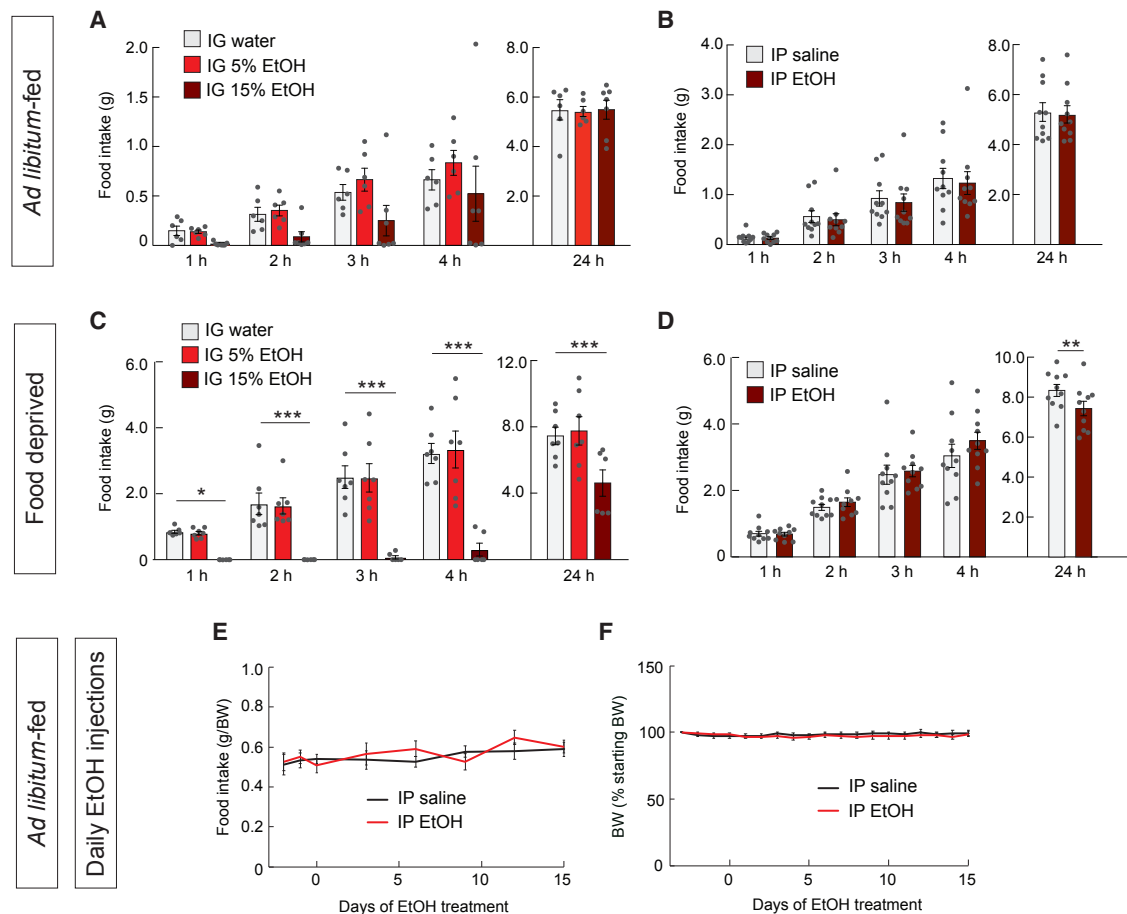 Ad libitum-fed
A
IG water
IG 5% EtOH
IG 15% EtOH
Food intake (g)
2.0
1.5
1.0
0.5
0
8.0
6.0
4.0
2.0
1 h 2 h 3 h 4 h 24 h
B
IP saline
IP EtOH
Food intake (g)
4.0
3.0
2.0
1.0
0
8.0
6.0
4.0
2.0
1 h 2 h 3 h 4 h 24 h
Food deprived
C
IG water
IG 5% EtOH
IG 15% EtOH
Food intake (g)
6.0
4.0
2.0
0
12.0
8.0
4.0
* *** *** *** ***
1 h 2 h 3 h 4 h 24 h
D
IP saline
IP EtOH
Food intake (g)
6.0
4.0
2.0
0
10.0
8.0
6.0
4.0
2.0
**
1 h 2 h 3 h 4 h 24 h
Ad libitum-fed
Daily EtOH injections
E
Food intake (g/BW)
1.0
0.8
0.6
0.4
0.2
0
IP saline
IP EtOH
0 5 10 15
Days of EtOH treatment
F
BW (% starting BW)
150
100
50
0
IP saline
IP EtOH
0 5 10 15
Days of EtOH treatment